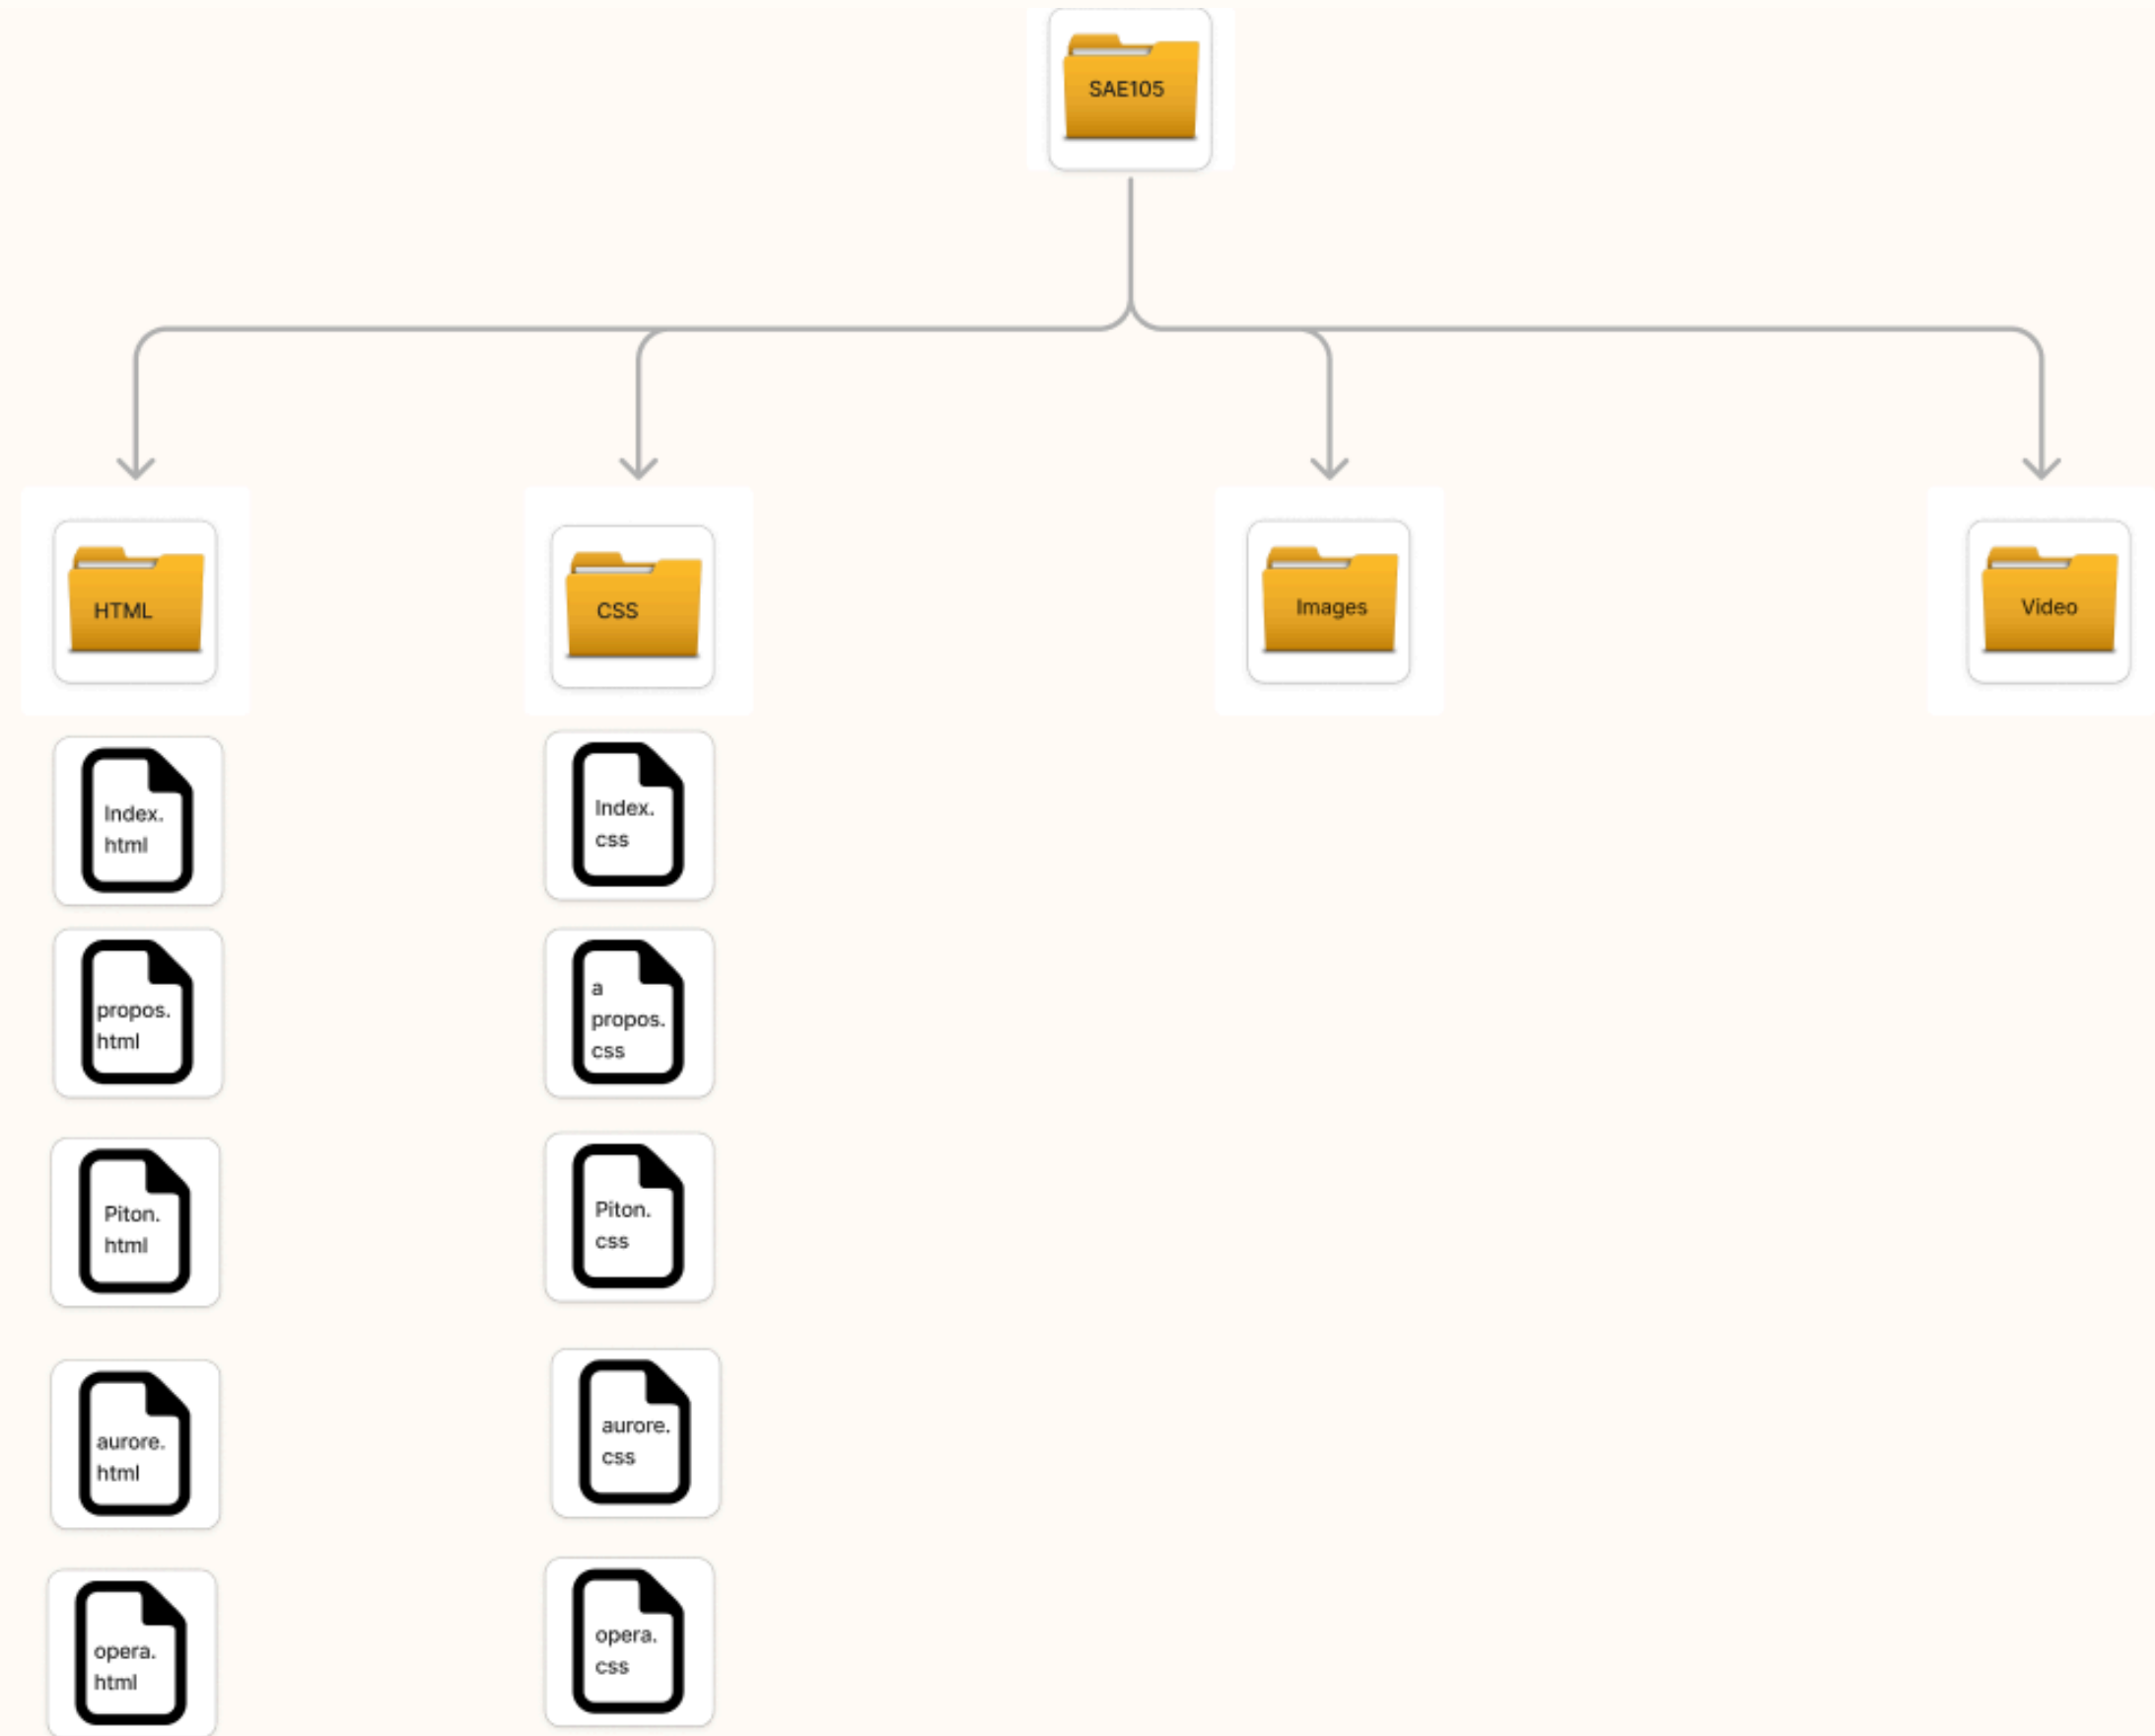 SAE105
HTML
CSS
Images
Video
Index.
html
Index.
css
propos.
html
a
propos.
css
Piton.
html
Piton.
css
aurore.
html
aurore.
css
opera.
html
opera.
css